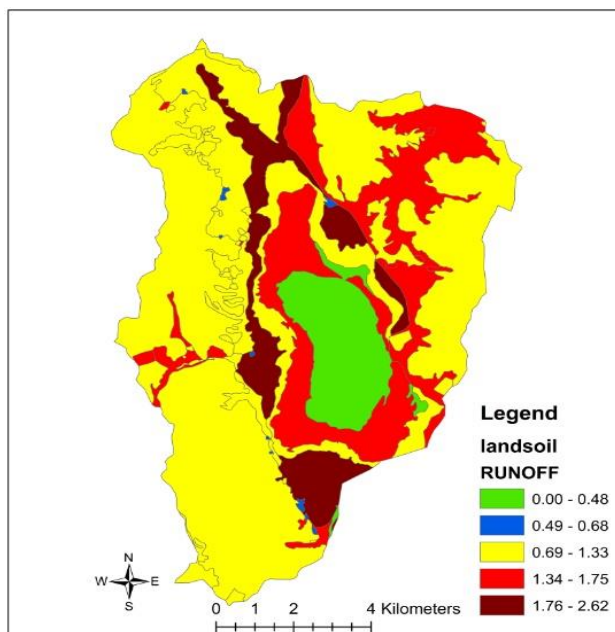 Legend
landsoil
RUNOFF
0.00 - 0.48
0.49 - 0.68
0.69 - 1.33
1.34 - 1.75
1.76 - 2.62
N
W E
S
0 1 2 4 Kilometers